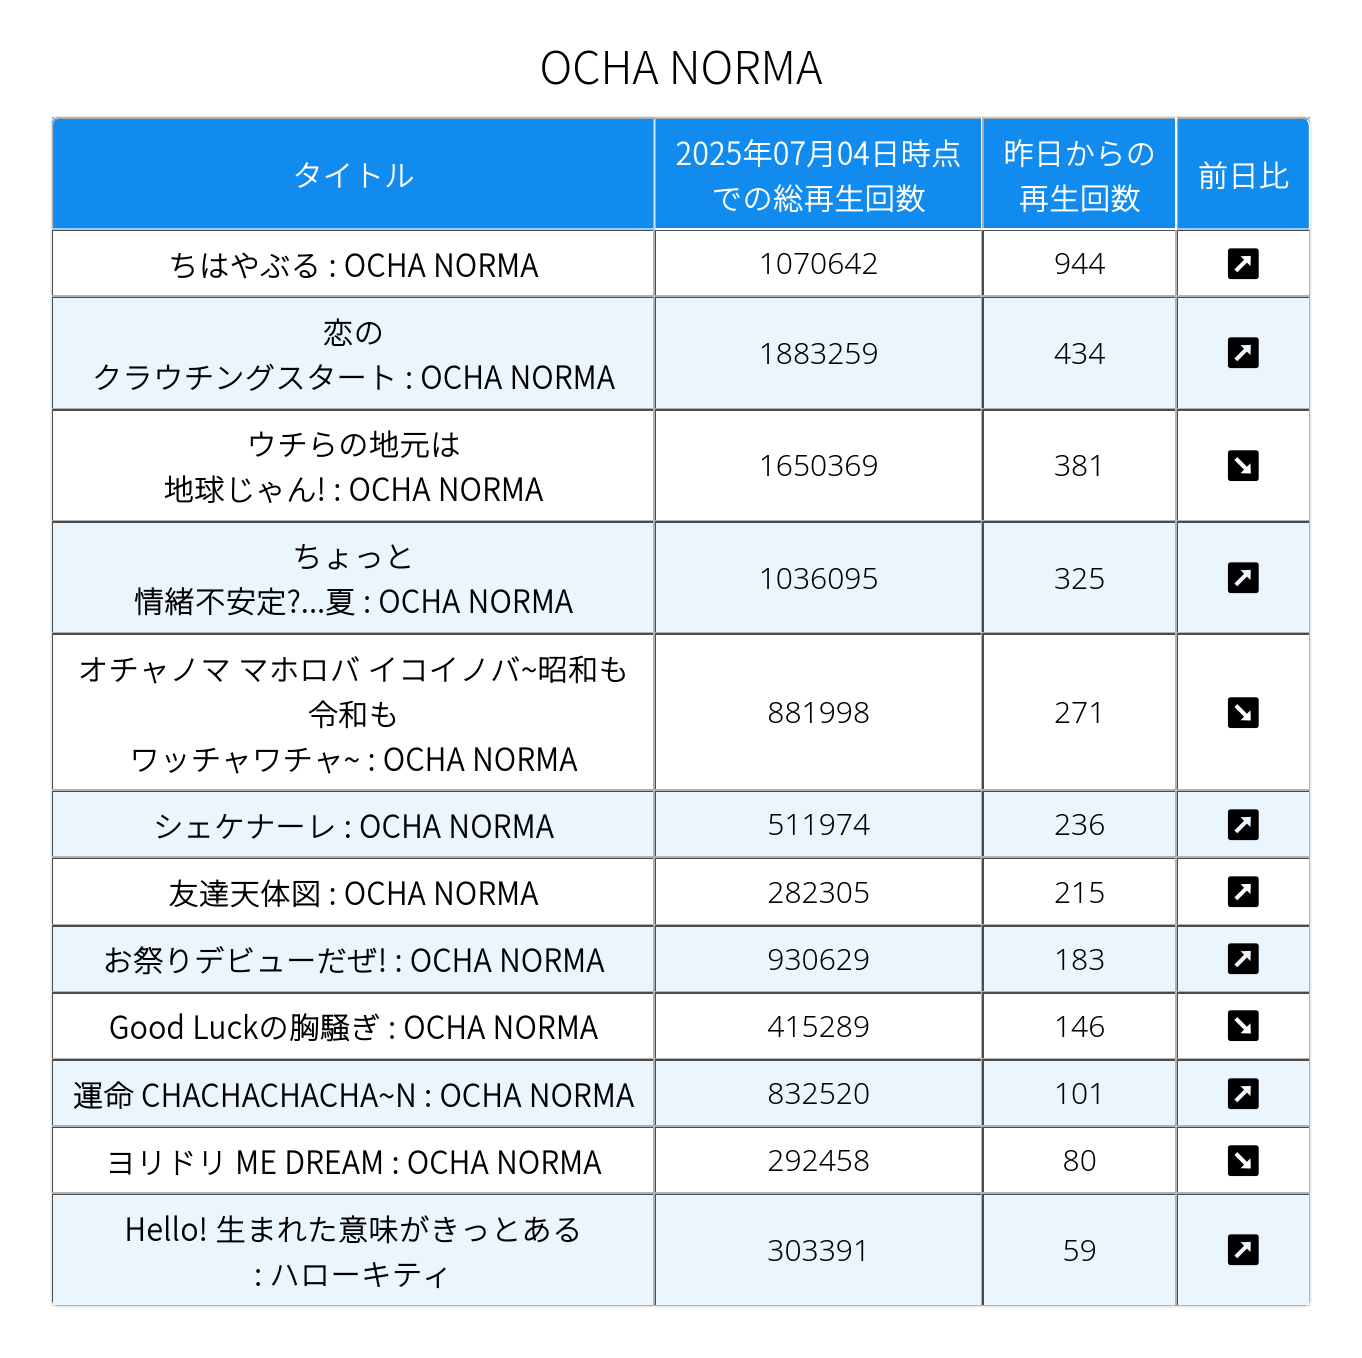 OCHA NORMA
タイトル
2025年07月04日時点
での総再生回数
昨日からの
再生回数
前日比
ちはやぶる : OCHA NORMA
1070642
944
恋の
クラウチングスタート : OCHA NORMA
1883259
434
ウチらの地元は
地球じゃん! : OCHA NORMA
1650369
381
ちょっと
情緒不安定?...夏 : OCHA NORMA
1036095
325
オチャノマ マホロバ イコイノバ~昭和も
令和も
ワッチャワチャ~ : OCHA NORMA
881998
271
シェケナーレ : OCHA NORMA
511974
236
友達天体図 : OCHA NORMA
282305
215
お祭りデビューだぜ! : OCHA NORMA
930629
183
Good Luckの胸騒ぎ : OCHA NORMA
415289
146
運命 CHACHACHACHA~N : OCHA NORMA
832520
101
ヨリドリ ME DREAM : OCHA NORMA
292458
80
Hello! 生まれた意味がきっとある
: ハローキティ
303391
59